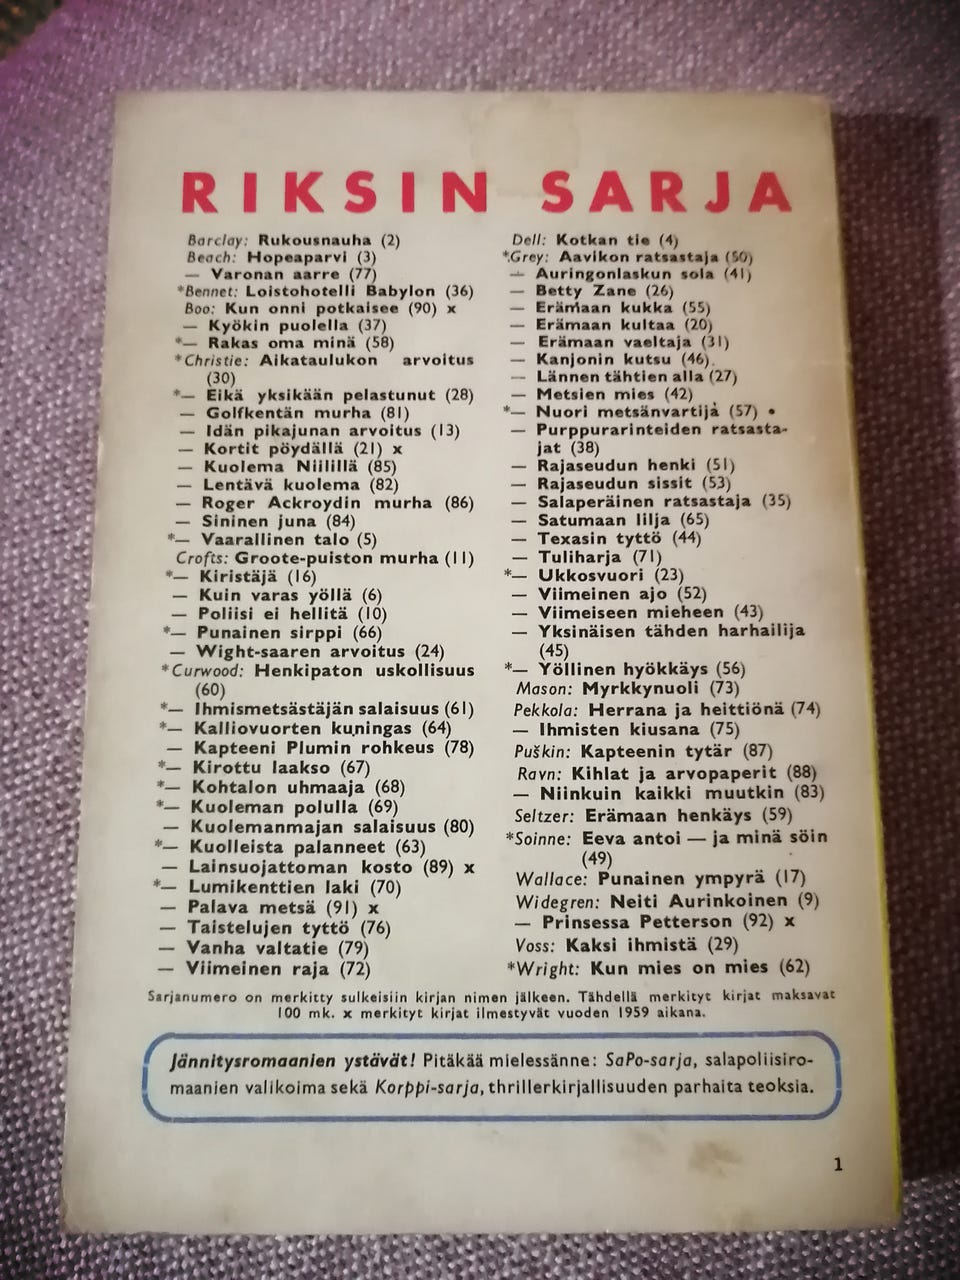 RIKSIN SARJA
Barclay: Rukousnauha (2)
Beach: Hopeaparvi (3)
— Varonan aarre (77)
*Bennet: Loistohotelli Babylon (36)
Boo: Kun onni potkaisee (90) x
— Kyökin puolella (37)
*— Rakas oma minä (58)
*Christie: Aikataulukon arvoitus
(30)
*— Eikä yksikään pelastunut (28)
— Golfkentän murha (81)
— Idän pikajunan arvoitus (13)
— Kortit pöydällä (21) x
— Kuolema Niilillä (85)
— Lentävä kuolema (82)
— Roger Ackroydin murha (86)
— Sininen juna (84)
*— Vaarallinen talo (5)
Crofts: Groote-puiston murha (11)
*— Kiristäjä (16)
— Kuin varas yöllä (6)
— Poliisi ei hellitä (10)
*— Punainen sirppi (66)
— Wight-saaren arvoitus (24)
*Curwood: Henkipaton uskollisuus
(60)
*— Ihmismetsästäjän salaisuus (61)
*— Kalliovuorten kuningas (64)
— Kapteeni Plumin rohkeus (78)
*— Kirottu laakso (67)
*— Kohtalon uhmaaja (68)
*— Kuoleman polulla (69)
— Kuolemanmajan salaisuus (80)
*— Kuolleista palanneet (63)
— Lainsuojattoman kosto (89) x
*— Lumikenttien laki (70)
— Palava metsä (91) x
— Taistelujen tyttö (76)
— Vanha valtatie (79)
— Viimeinen raja (72)
Dell: Kotkan tie (4)
*Grey: Aavikon ratsastaja (50)
— Auringonlaskun sola (41)
— Betty Zane (26)
— Erämaan kukka (55)
— Erämaan kultaa (20)
— Erämaan vaeltaja (31)
— Kanjonin kutsu (46)
— Lännen tähtien alla (27)
— Metsien mies (42)
*— Nuori metsänvartija (57) •
— Purppurarinteiden ratsasta-
jat (38)
— Rajaseudun henki (51)
— Rajaseudun sissit (53)
— Salaperäinen ratsastaja (35)
— Satumaan lilja (65)
— Texasin tyttö (44)
— Tuliharja (71)
*— Ukkosvuori (23)
— Viimeinen ajo (52)
— Viimeiseen mieheen (43)
— Yksinäisen tähden harhailija
(45)
*— Yöllinen hyökkäys (56)
Mason: Myrkkynuoli (73)
Pekkola: Herrana ja heittiönä (74)
— Ihmisten kiusana (75)
Puškin: Kapteenin tytär (87)
Ravn: Kihlat ja arvopaperit (88)
— Niinkuin kaikki muutkin (83)
Seltzer: Erämaan henkäys (59)
*Soinne: Eeva antoi — ja minä söin
(49)
Wallace: Punainen ympyrä (17)
Widegren: Neiti Aurinkoinen (9)
— Prinsessa Petterson (92) x
Voss: Kaksi ihmistä (29)
*Wright: Kun mies on mies (62)
Sarjanumero on merkitty sulkeisiin kirjan nimen jälkeen. Tähdellä merkityt kirjat maksavat
100 mk. x merkityt kirjat ilmestyvät vuoden 1959 aikana.
Jännitysromaanien ystävät! Pitäkää mielessänne: SaPo-sarja, salapoliisiro-
maanien valikoima sekä Korppi-sarja, thrillerkirjallisuuden parhaita teoksia.
1